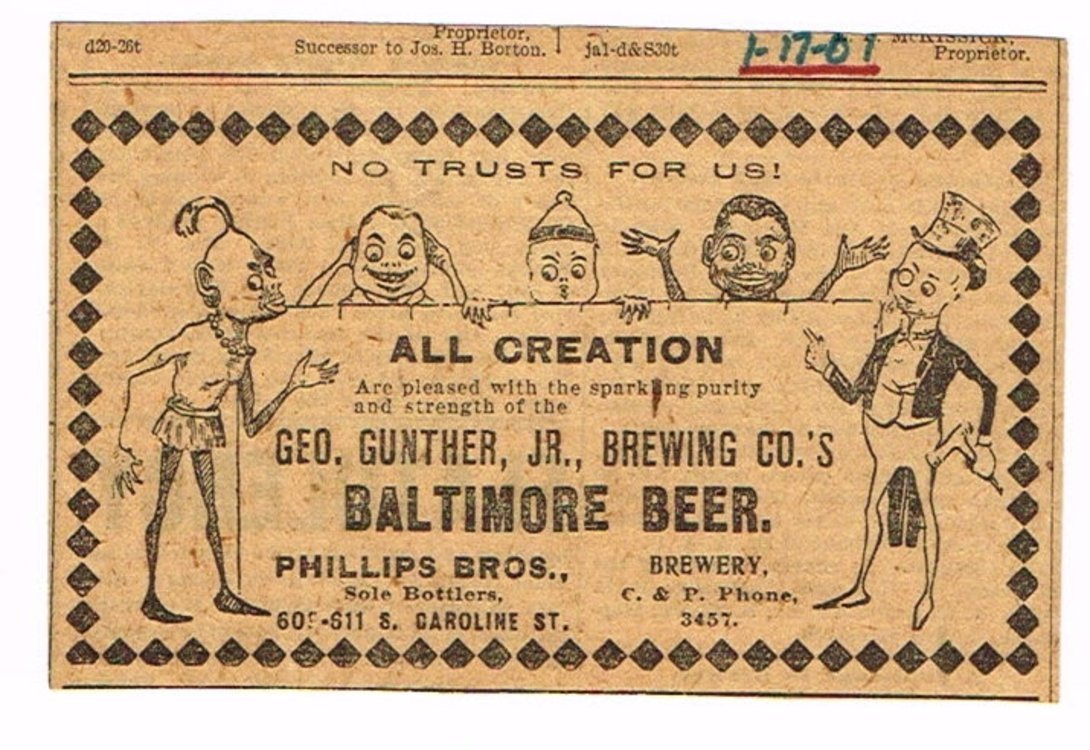 Proprietor,
d20-26t
Successor to Jos. H. Borton.
ja1-d&S30t
1-17-01
McKISSICK,
Proprietor.
NO TRUSTS FOR US!
ALL CREATION
Are pleased with the sparkling purity
and strength of the
GEO. GUNTHER, JR., BREWING CO.'S
BALTIMORE BEER.
PHILLIPS BROS.,
Sole Bottlers,
-611 S. CAROLINE ST.
BREWERY,
C. & P. Phone,
3457.